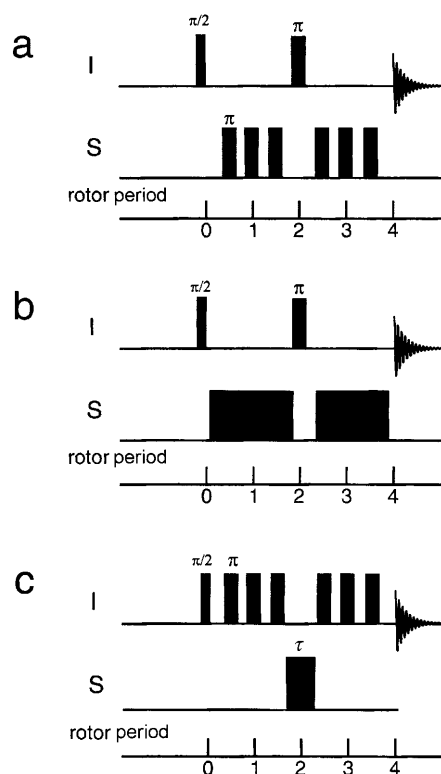 a
π/2
π
I
π
S
rotor period
0 1 2 3 4
b
π/2
π
I
S
rotor period
0 1 2 3 4
c
π/2 π
I
τ
S
rotor period
0 1 2 3 4